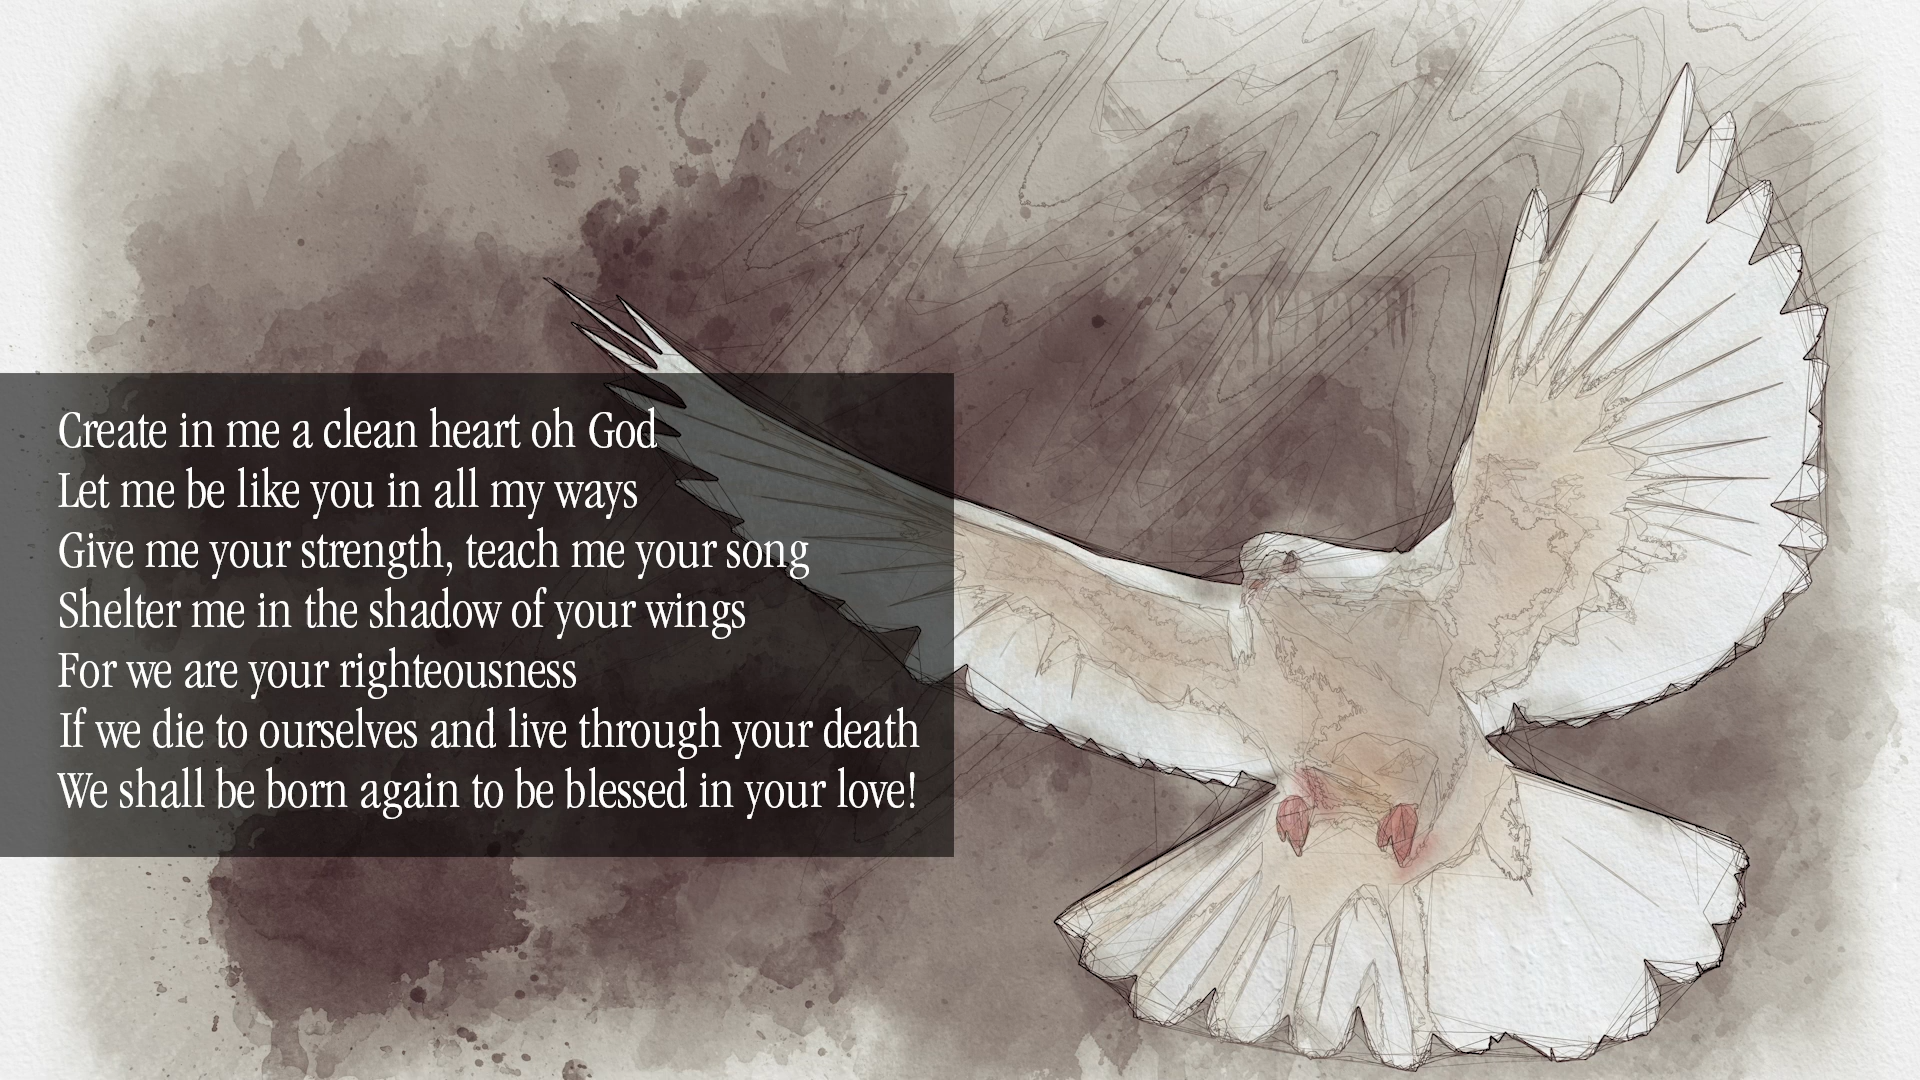 Create in me a clean heart oh God
Let me be like you in all my ways
Give me your strength, teach me your song
Shelter me in the shadow of your wings
For we are your righteousness
If we die to ourselves and live through your death
We shall be born again to be blessed in your love!